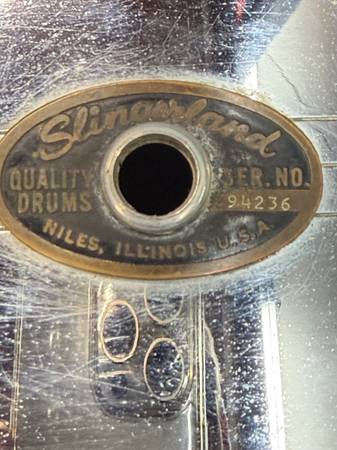 Slingerland
QUALITY SER. NO.
DRUMS 94236
NILES, ILLINOIS U.S.A.